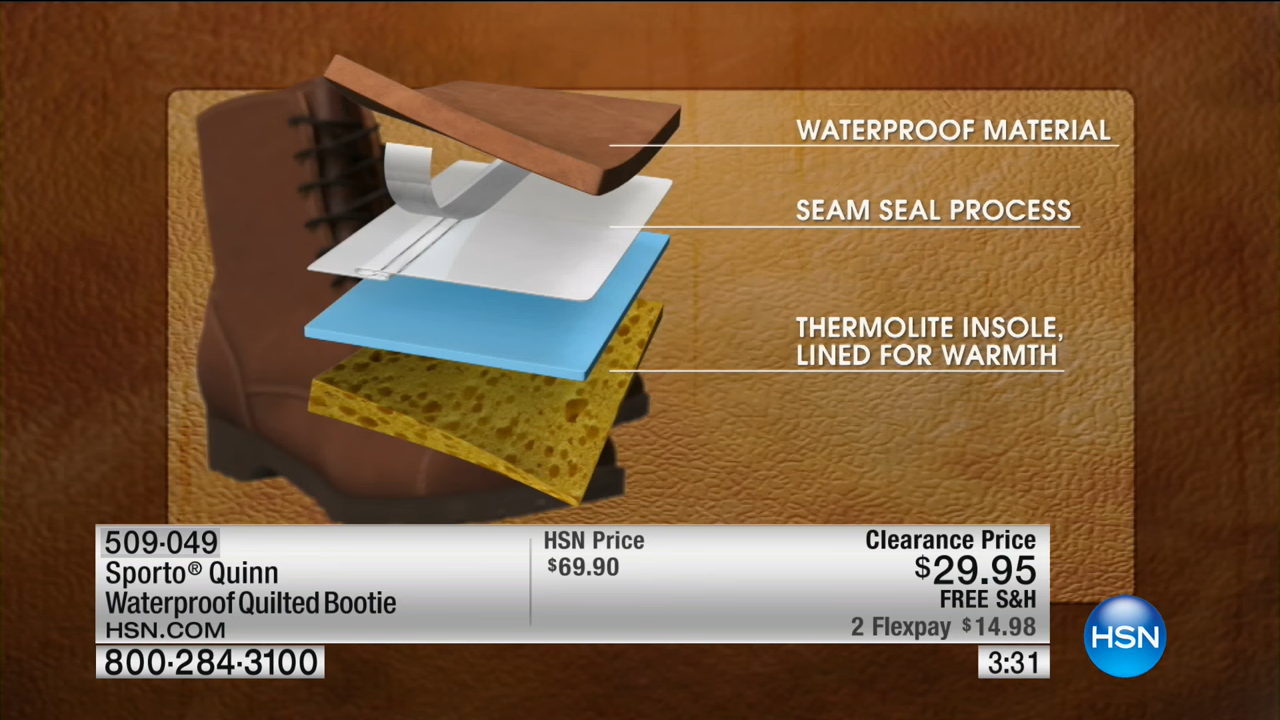 WATERPROOF MATERIAL
SEAM SEAL PROCESS
THERMOLITE INSOLE,
LINED FOR WARMTH
509-049
Sporto® Quinn
Waterproof Quilted Bootie
HSN.COM
800·284·3100
HSN Price
$69.90
Clearance Price
$29.95
FREE S&H
2 Flexpay $14.98
3:31
HSN